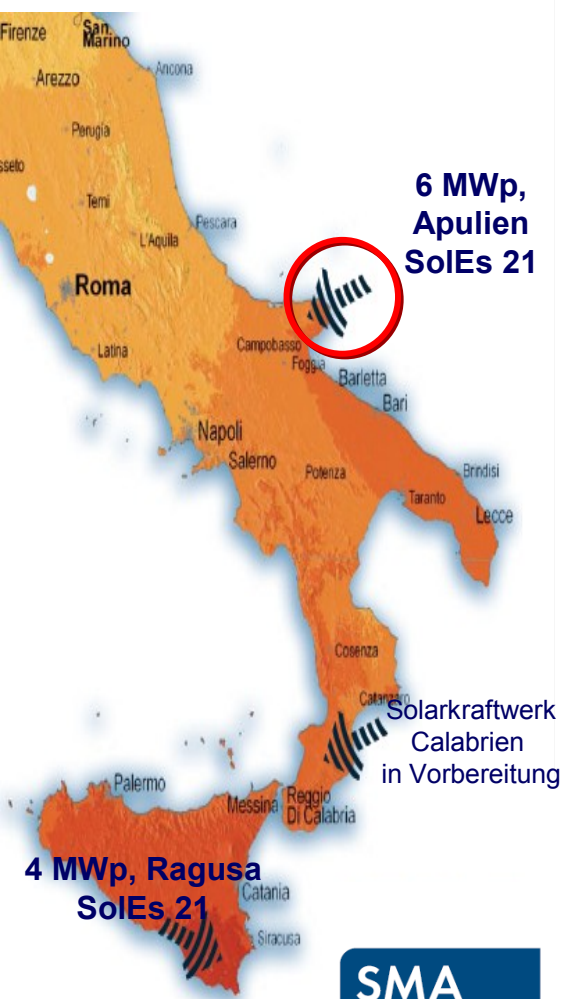 Firenze
San
Marino
Arezzo
Ancona
Perugia
sseto
Terni
L'Aquila
Pescara
6 MWp,
Apulien
SolEs 21
Roma
Latina
Campobasso
Foggia
Barletta
Bari
Napoli
Salerno
Potenza
Brindisi
Taranto
Lecce
Cosenza
Catanzaro
Solarkraftwerk
Calabrien
in Vorbereitung
Palermo
Messina
Reggio
Di Calabria
4 MWp, Ragusa
SolEs 21
Catania
Siracusa
SMA